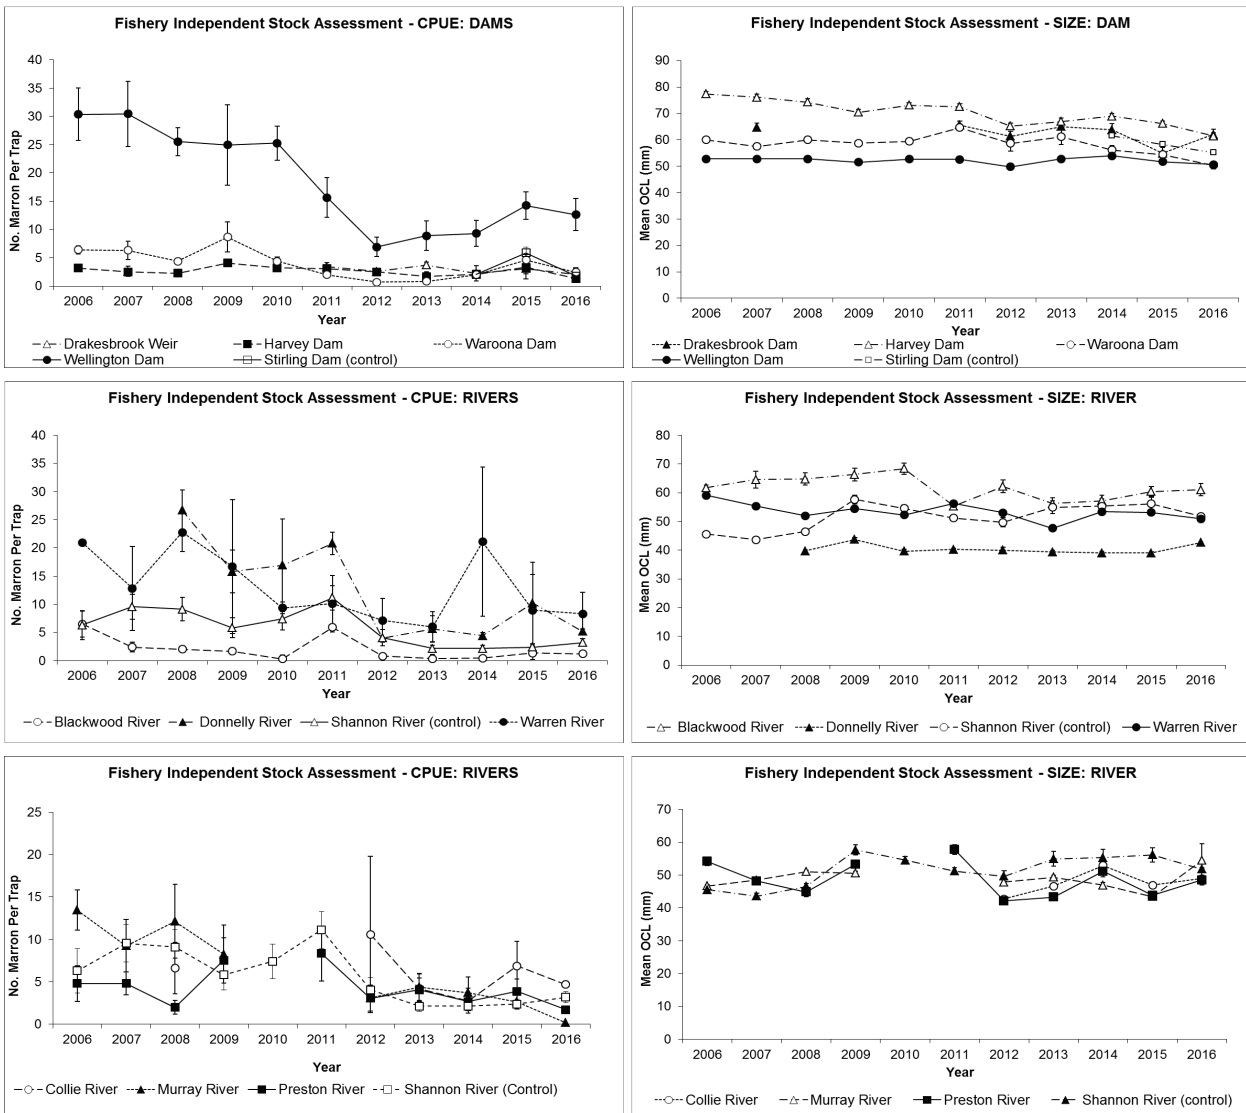 Fishery Independent Stock Assessment - CPUE: DAMS
No. Marron Per Trap
40
35
30
25
20
15
10
5
0
2006 2007 2008 2009 2010 2011 2012 2013 2014 2015 2016
Year
Drakesbrook Weir Harvey Dam Waroona Dam
Wellington Dam Stirling Dam (control)
Fishery Independent Stock Assessment - SIZE: DAM
Mean OCL (mm)
90
80
70
60
50
40
30
20
10
0
2006 2007 2008 2009 2010 2011 2012 2013 2014 2015 2016
Year
Drakesbrook Dam Harvey Dam Waroona Dam
Wellington Dam Stirling Dam (control)
Fishery Independent Stock Assessment - CPUE: RIVERS
No. Marron Per Trap
40
35
30
25
20
15
10
5
0
2006 2007 2008 2009 2010 2011 2012 2013 2014 2015 2016
Year
Blackwood River Donnelly River Shannon River (control) Warren River
Fishery Independent Stock Assessment - SIZE: RIVER
Mean OCL (mm)
80
70
60
50
40
30
20
10
0
2006 2007 2008 2009 2010 2011 2012 2013 2014 2015 2016
Year
Blackwood River Donnelly River Shannon River (control) Warren River
Fishery Independent Stock Assessment - CPUE: RIVERS
No. Marron Per Trap
25
20
15
10
5
0
2006 2007 2008 2009 2010 2011 2012 2013 2014 2015 2016
Year
Collie River Murray River Preston River Shannon River (Control)
Fishery Independent Stock Assessment - SIZE: RIVER
Mean OCL (mm)
70
60
50
40
30
20
10
0
2006 2007 2008 2009 2010 2011 2012 2013 2014 2015 2016
Year
Collie River Murray River Preston River Shannon River (control)